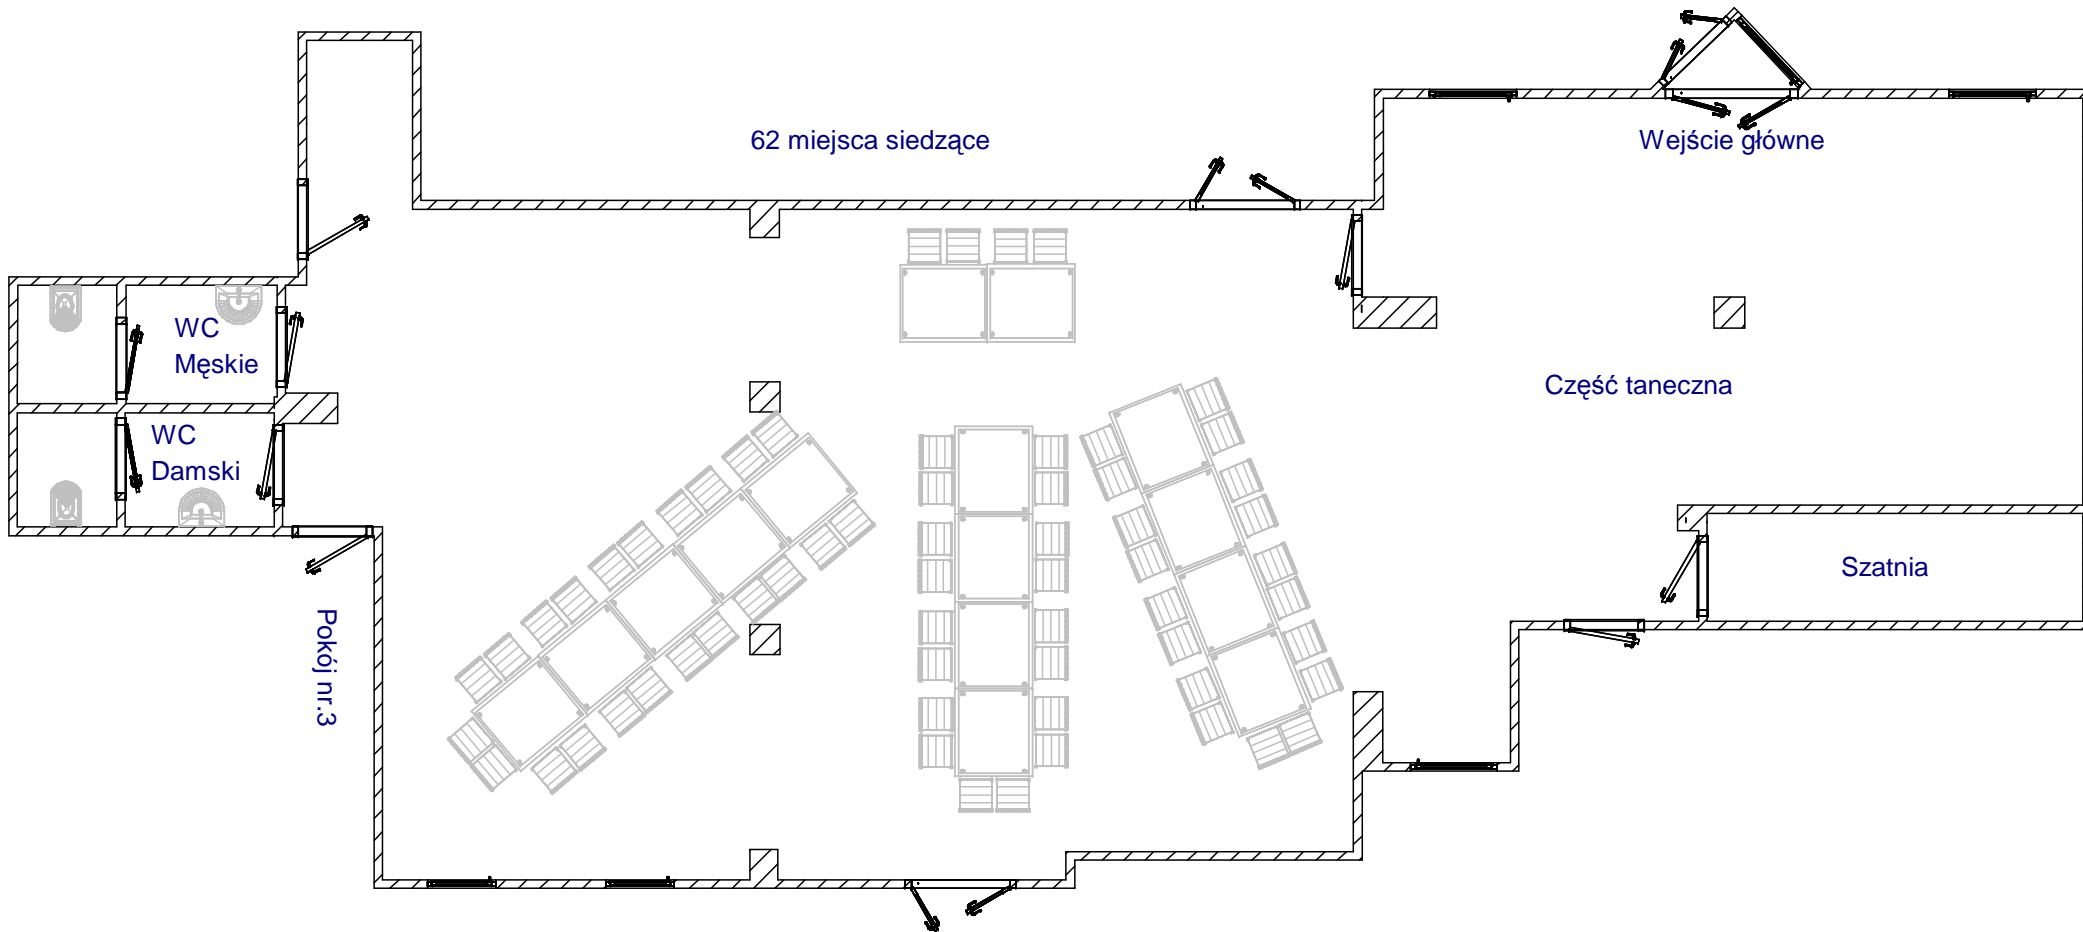 62 miejsca siedzące
Wejście główne
WC
Męskie
Część taneczna
WC
Damski
Szatnia
Pokój nr.3